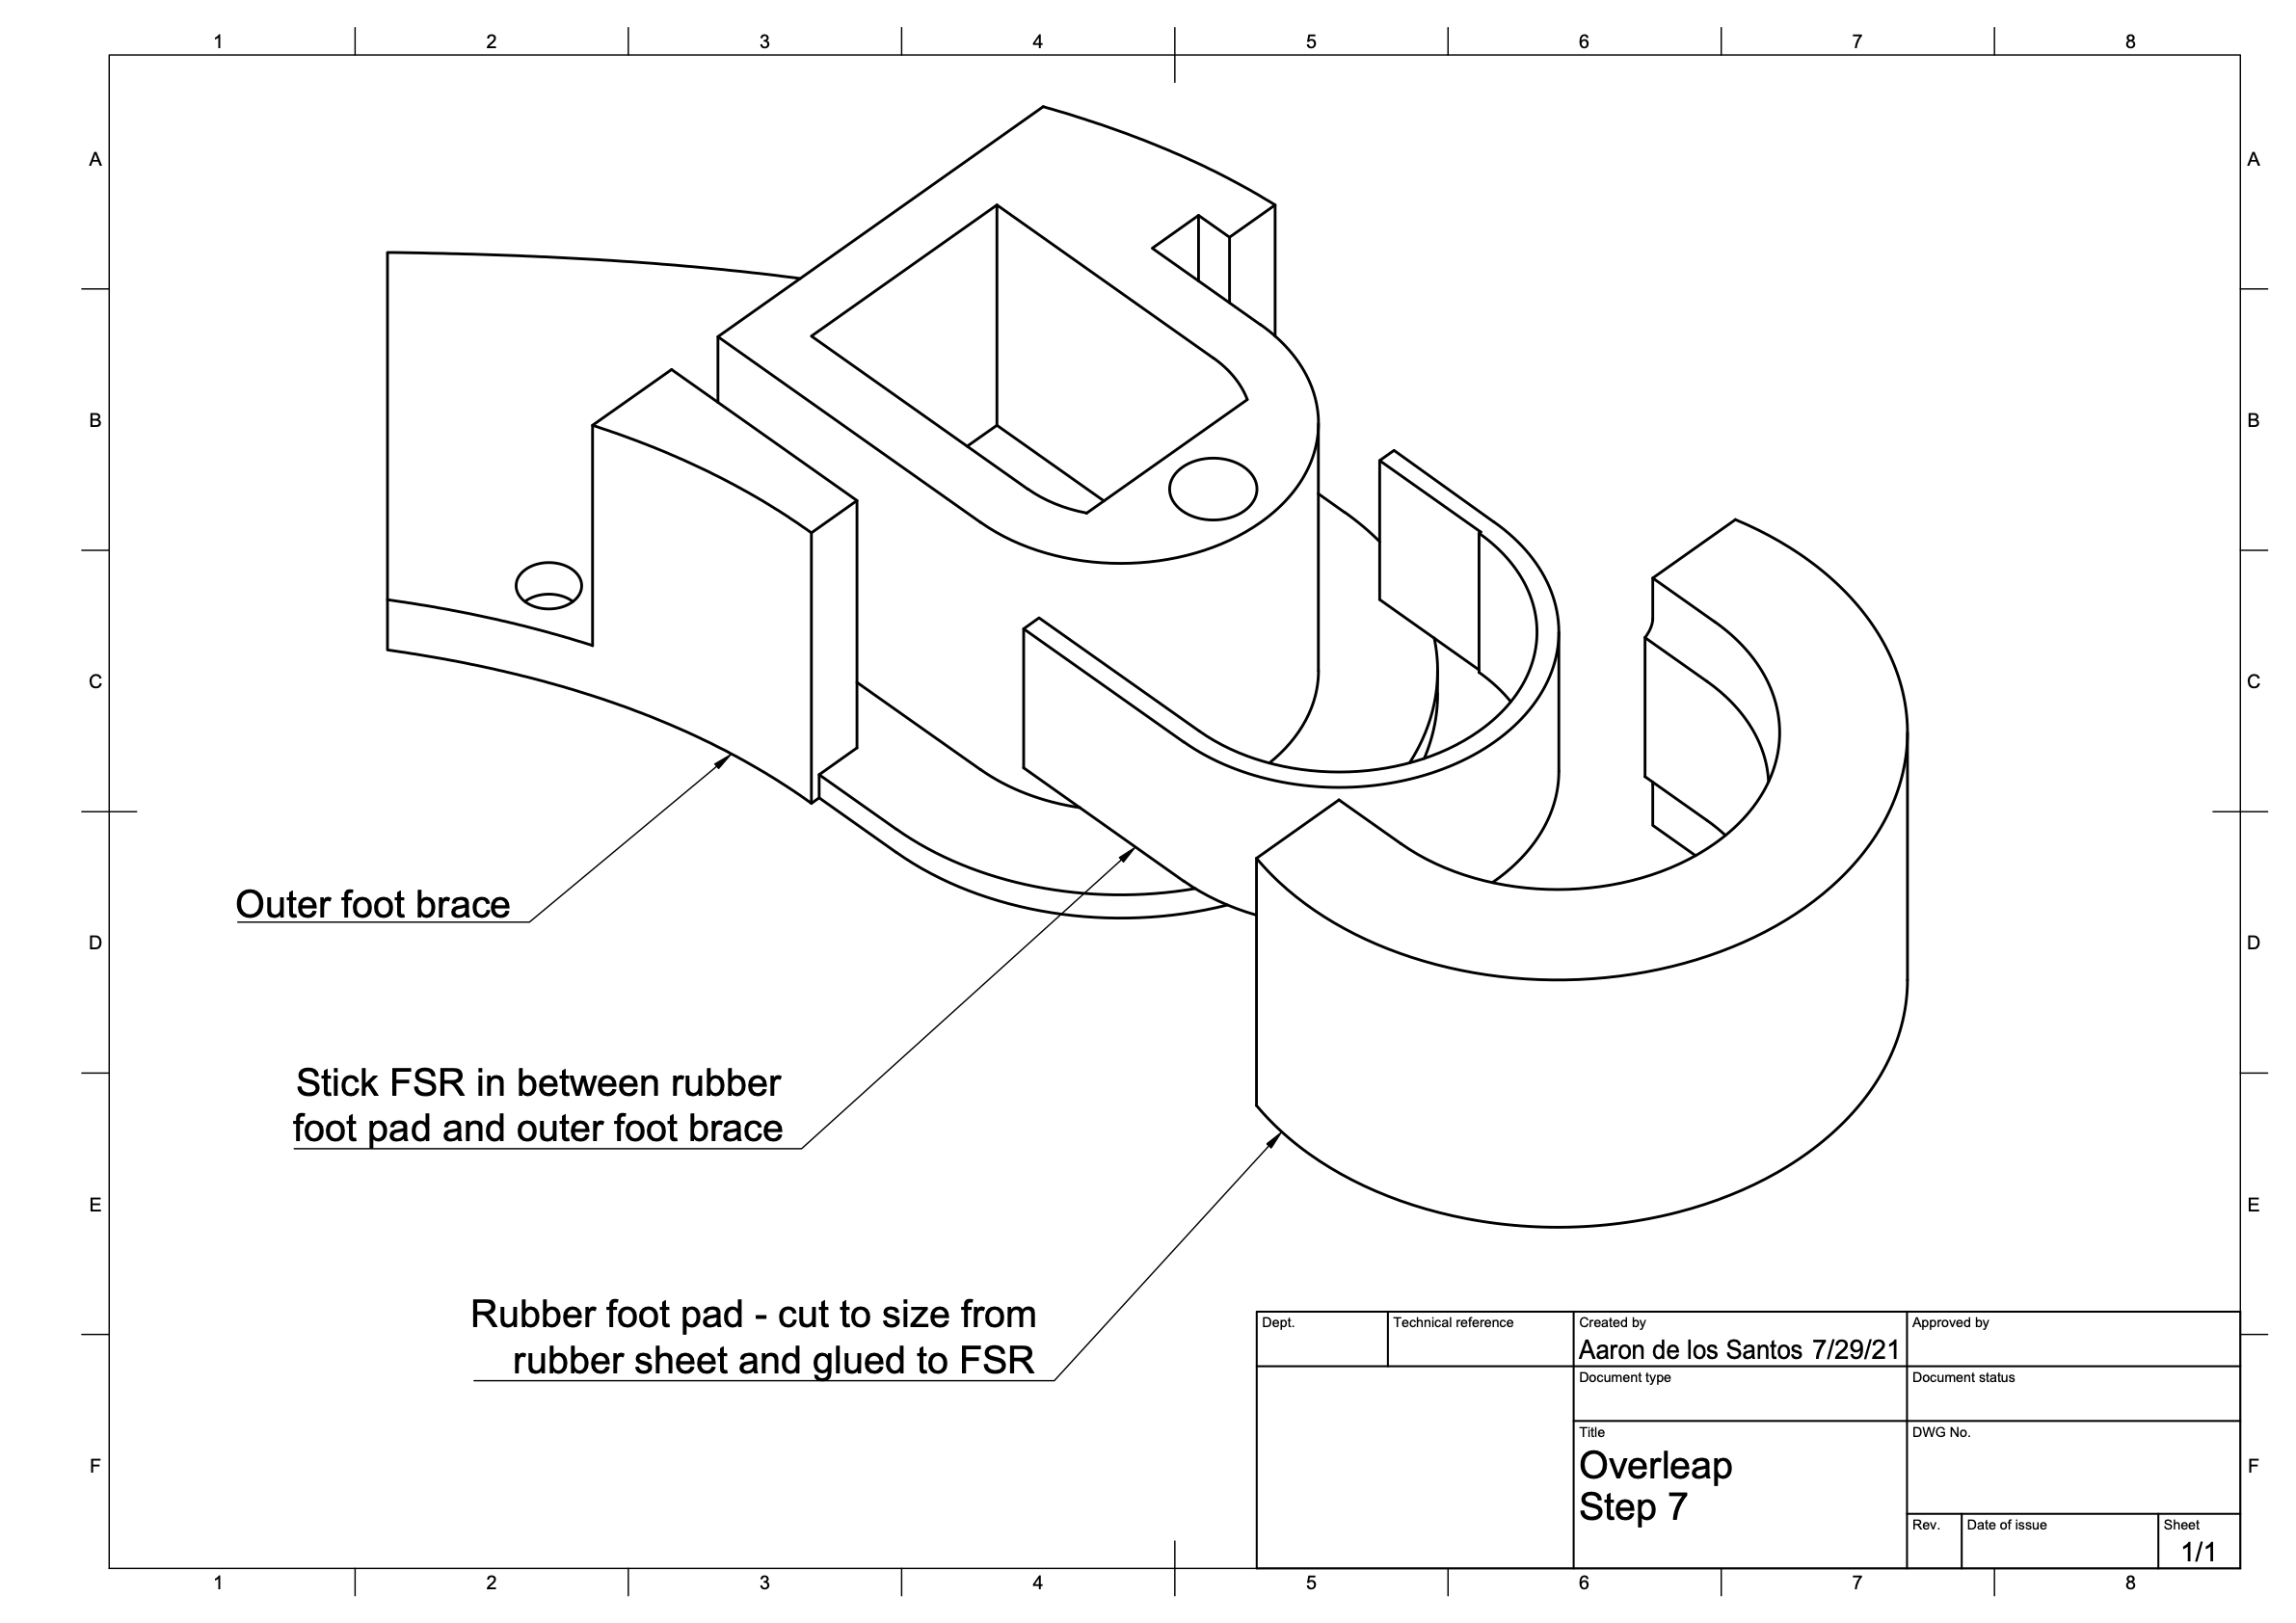 1 2 3 4 5 6 7 8
A A
B B
C C
Outer foot brace
D D
Stick FSR in between rubber
foot pad and outer foot brace
E E
Rubber foot pad - cut to size from
rubber sheet and glued to FSR
Dept. Technical reference Created by Approved by
Aaron de los Santos 7/29/21
Document type Document status
Title DWG No.
Overleap
F F
Step 7
Rev. Date of issue Sheet
1/1
1 2 3 4 5 6 7 8